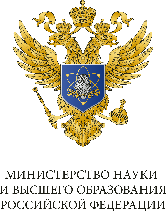 МИНИСТЕРСТВО НАУКИ
И ВЫСШЕГО ОБРАЗОВАНИЯ
РОССИЙСКОЙ ФЕДЕРАЦИИ